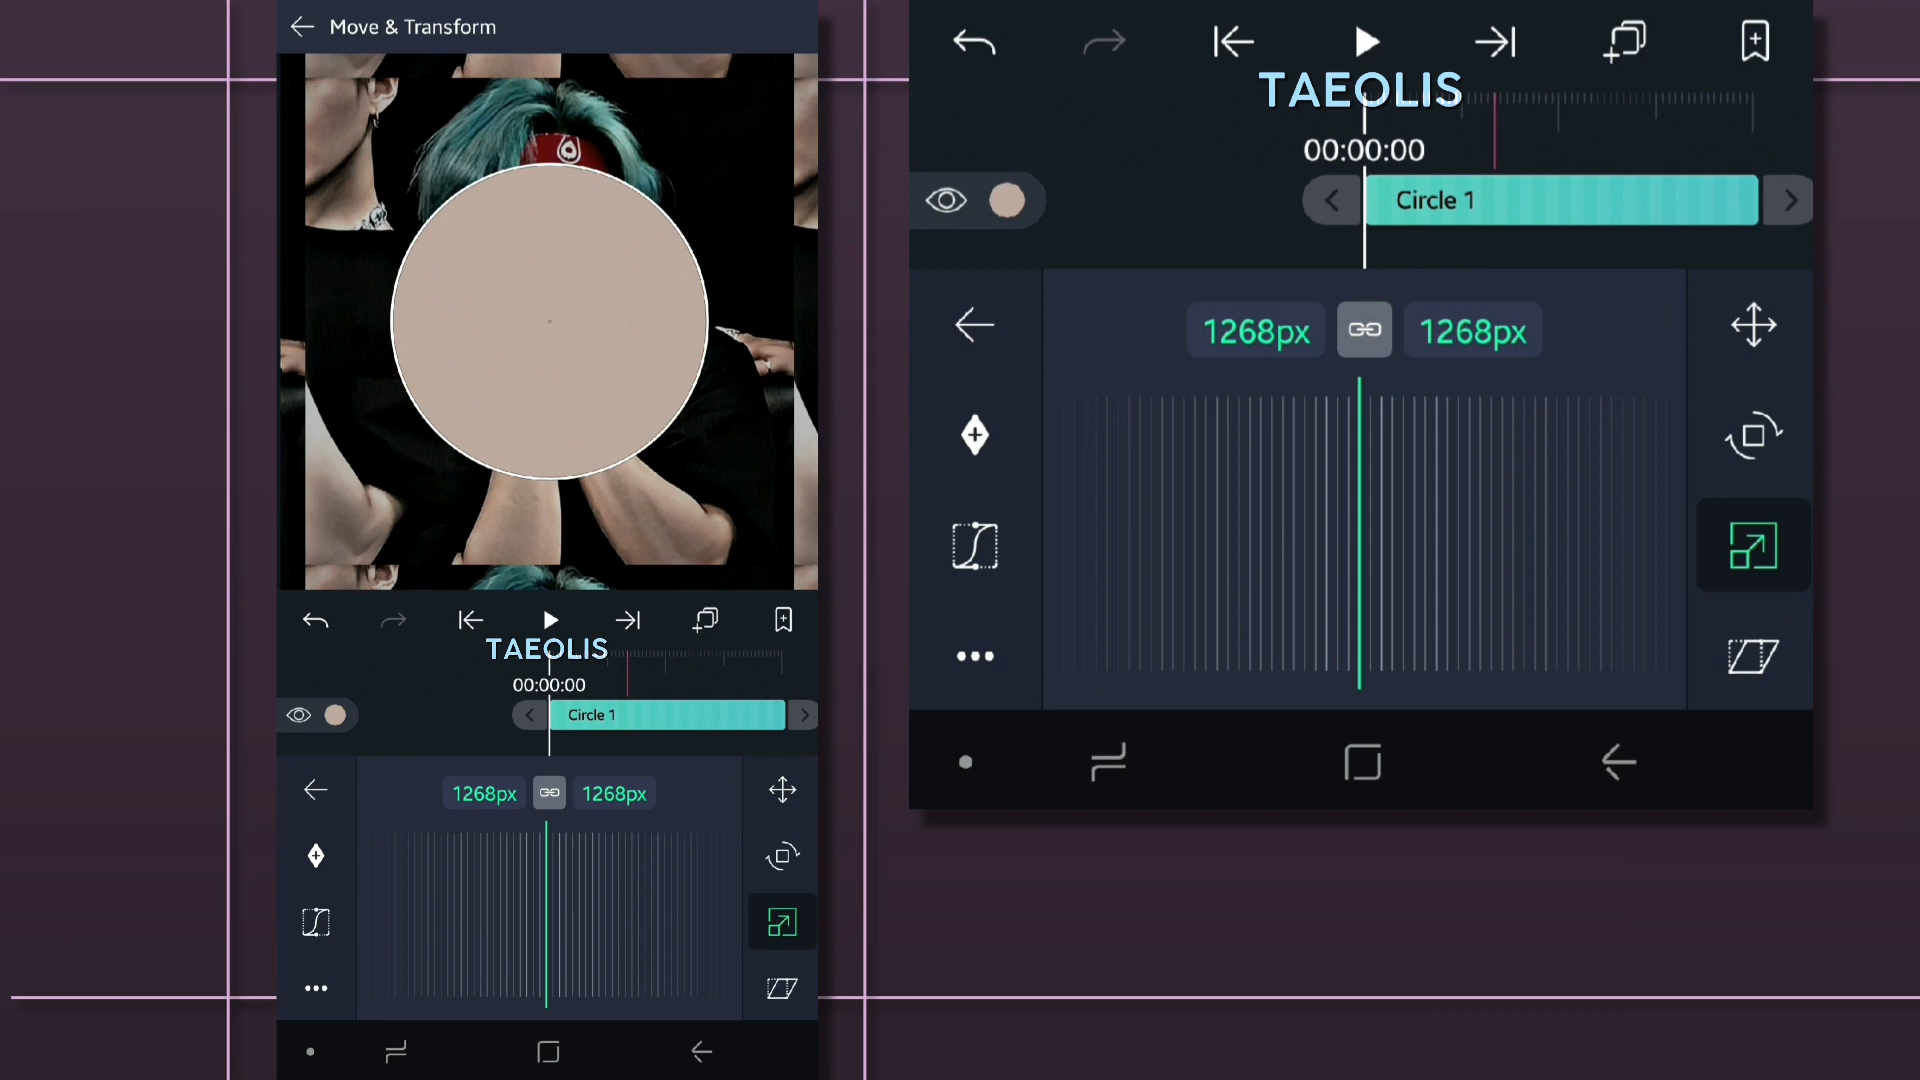 Move & Transform
TAEOLIS
00:00:00
Circle 1
1268px 1268px
TAEOLIS
00:00:00
Circle 1
1268px 1268px